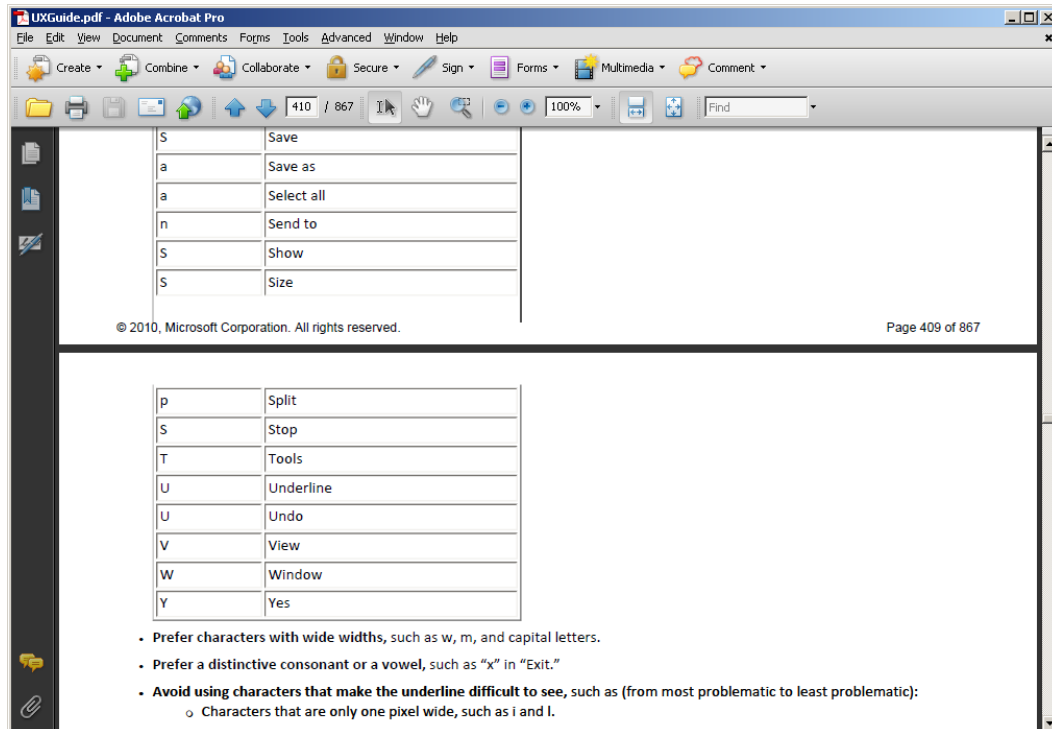 UXGuide.pdf - Adobe Acrobat Pro
File Edit View Document Comments Forms Tools Advanced Window Help
Create Combine Collaborate Secure Sign Forms Multimedia Comment
410 / 867 100% Find
S Save
a Save as
a Select all
n Send to
S Show
S Size
© 2010, Microsoft Corporation. All rights reserved. Page 409 of 867
p Split
S Stop
T Tools
U Underline
U Undo
V View
W Window
Y Yes
• Prefer characters with wide widths, such as w, m, and capital letters.
• Prefer a distinctive consonant or a vowel, such as “x” in “Exit.”
• Avoid using characters that make the underline difficult to see, such as (from most problematic to least problematic):
o Characters that are only one pixel wide, such as i and l.